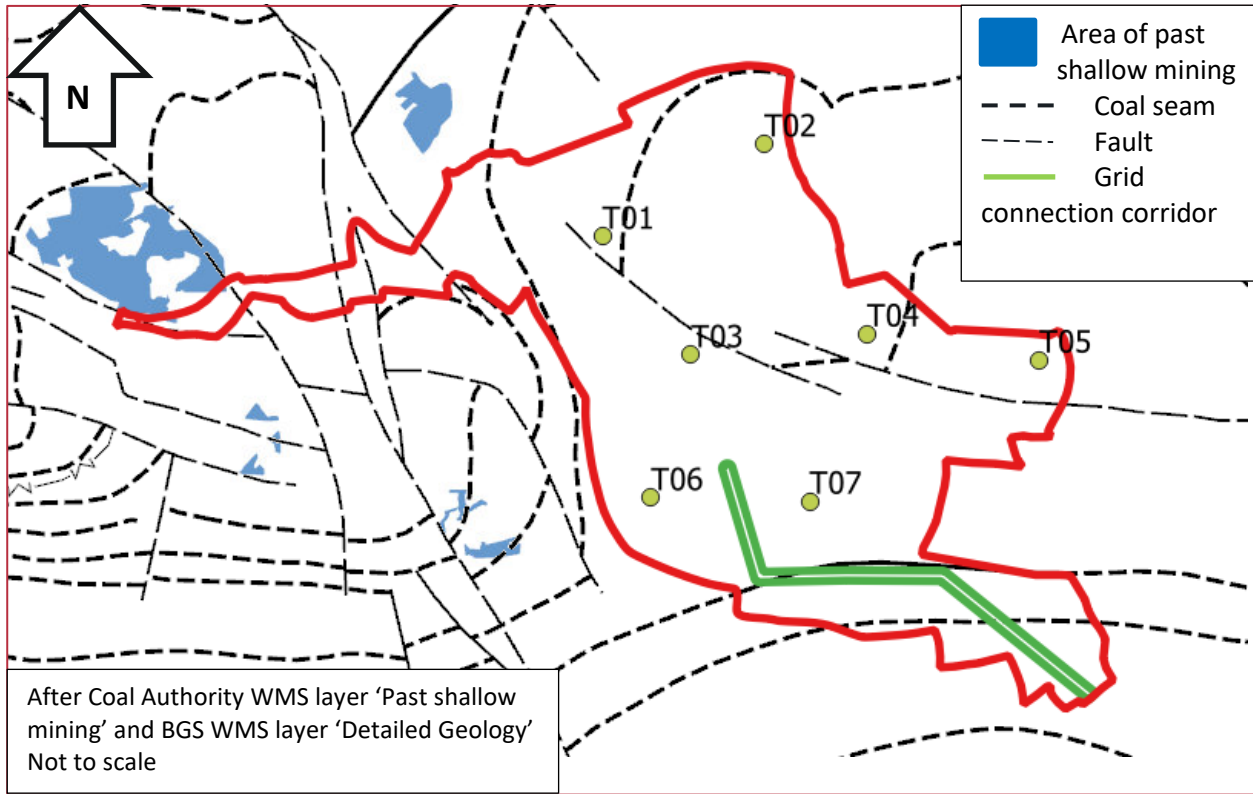 N
Area of past
shallow mining
Coal seam
Fault
Grid
connection corridor
T02
T01
T04
T03
T05
T06
T07
After Coal Authority WMS layer ‘Past shallow
mining’ and BGS WMS layer ‘Detailed Geology’
Not to scale